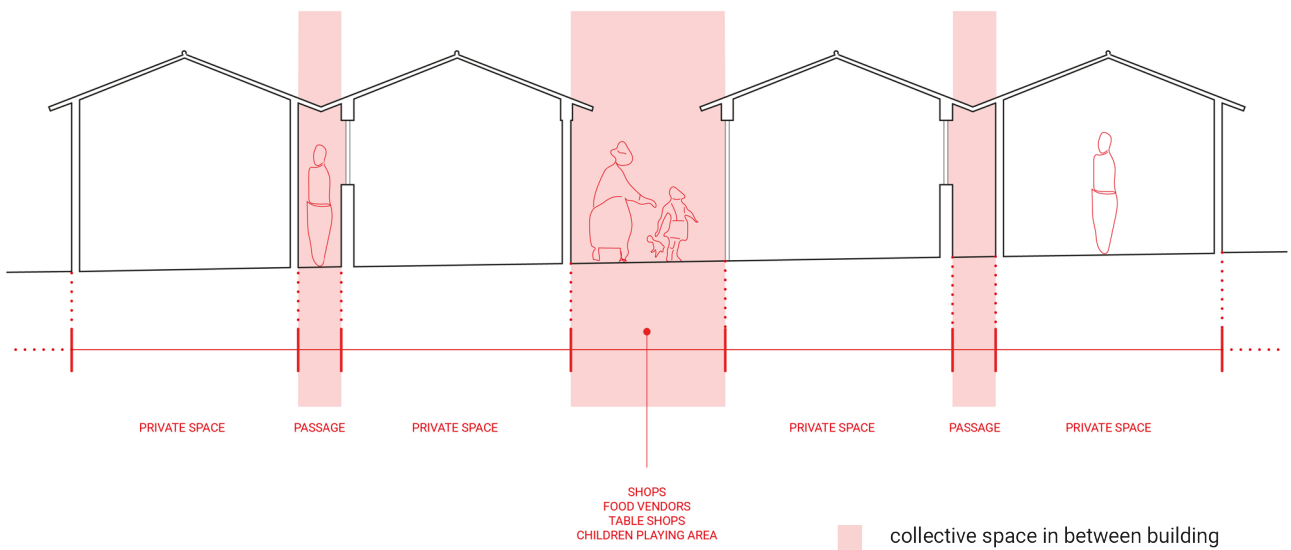 PRIVATE SPACE
PASSAGE
PRIVATE SPACE
PRIVATE SPACE
PASSAGE
PRIVATE SPACE
SHOPS
FOOD VENDORS
TABLE SHOPS
CHILDREN PLAYING AREA
collective space in between building